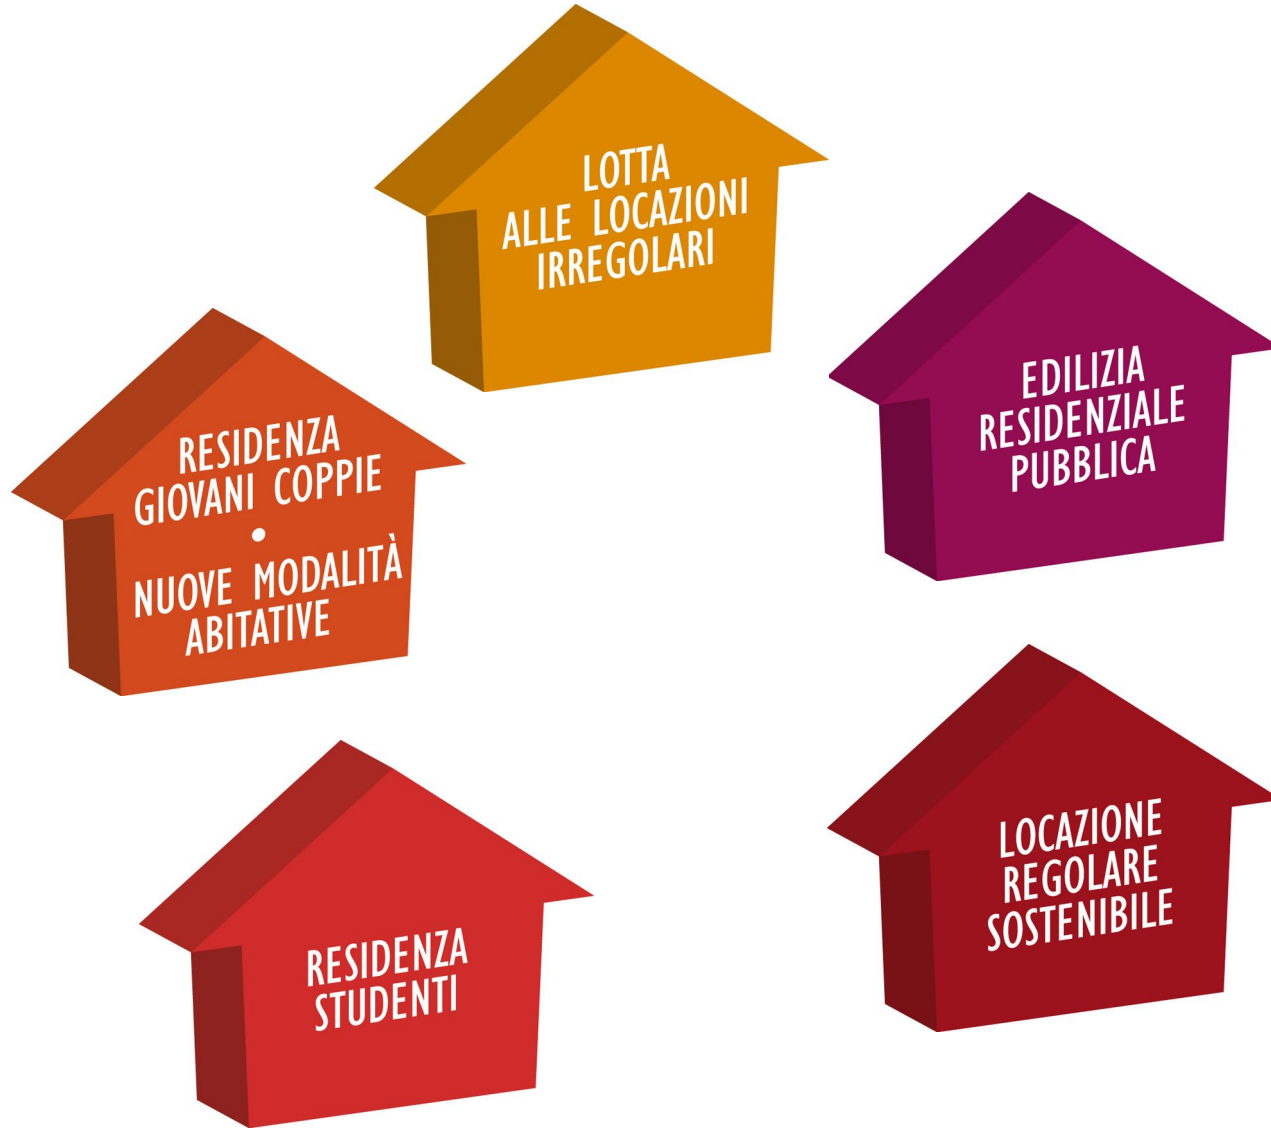 LOTTA
ALLE LOCAZIONI
IRREGOLARI
EDILIZIA
RESIDENZIALE
PUBBLICA
RESIDENZA
GIOVANI COPPIE
•
NUOVE MODALITÀ
ABITATIVE
LOCAZIONE
REGOLARE
SOSTENIBILE
RESIDENZA
STUDENTI